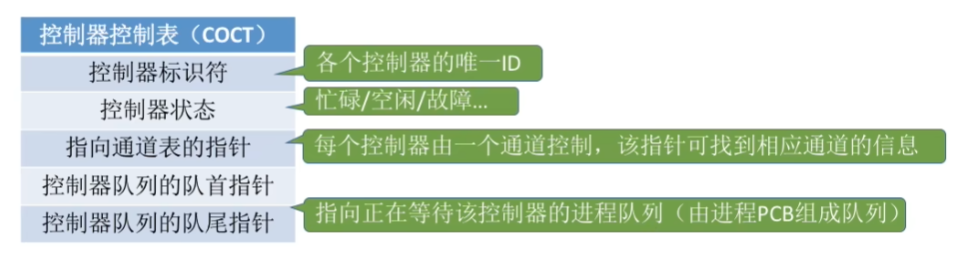 控制器控制表（COCT）
控制器标识符
各个控制器的唯一ID
控制器状态
忙碌/空闲/故障...
指向通道表的指针
每个控制器由一个通道控制，该指针可找到相应通道的信息
控制器队列的队首指针
控制器队列的队尾指针
指向正在等待该控制器的进程队列（由进程PCB组成队列）